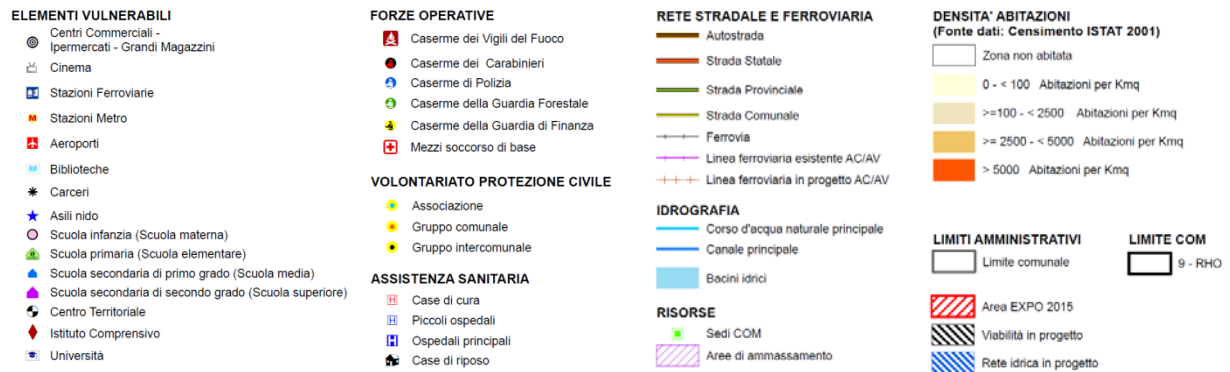 ELEMENTI VULNERABILI
Centri Commerciali -
Ipermercati - Grandi Magazzini
Cinema
Stazioni Ferroviarie
M Stazioni Metro
Aeroporti
Biblioteche
Carceri
Asili nido
Scuola infanzia (Scuola materna)
Scuola primaria (Scuola elementare)
Scuola secondaria di primo grado (Scuola media)
Scuola secondaria di secondo grado (Scuola superiore)
Centro Territoriale
Istituto Comprensivo
Università
FORZE OPERATIVE
Caserme dei Vigili del Fuoco
Caserme dei Carabinieri
Caserme di Polizia
Caserme della Guardia Forestale
Caserme della Guardia di Finanza
Mezzi soccorso di base
VOLONTARIATO PROTEZIONE CIVILE
Associazione
Gruppo comunale
Gruppo intercomunale
ASSISTENZA SANITARIA
H Case di cura
H Piccoli ospedali
H Ospedali principali
Case di riposo
RETE STRADALE E FERROVIARIA
Autostrada
Strada Statale
Strada Provinciale
Strada Comunale
Ferrovia
Linea ferroviaria esistente AC/AV
Linea ferroviaria in progetto AC/AV
IDROGRAFIA
Corso d'acqua naturale principale
Canale principale
Bacini idrici
RISORSE
Sedi COM
Aree di ammassamento
DENSITA' ABITAZIONI
(Fonte dati: Censimento ISTAT 2001)
Zona non abitata
0 - < 100 Abitazioni per Kmq
>=100 - < 2500 Abitazioni per Kmq
>= 2500 - < 5000 Abitazioni per Kmq
> 5000 Abitazioni per Kmq
LIMITI AMMINISTRATIVI
Limite comunale
LIMITE COM
9 - RHO
Area EXPO 2015
Viabilità in progetto
Rete idrica in progetto